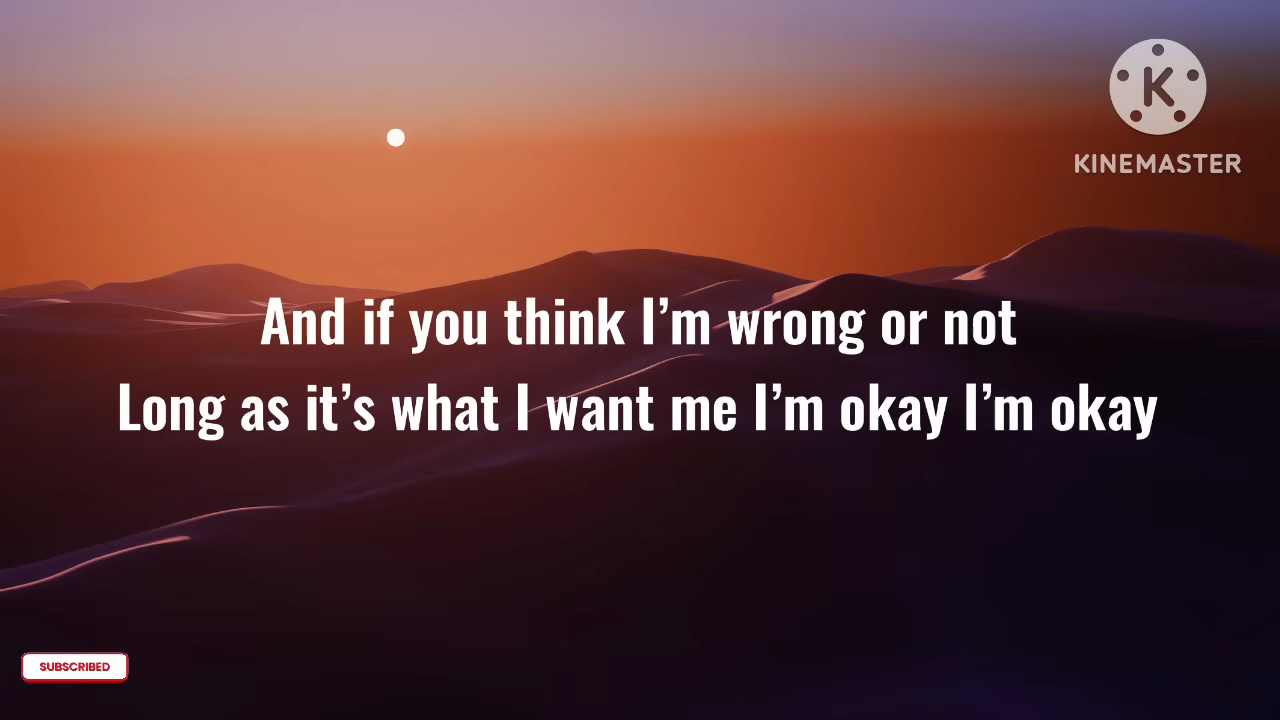 KINEMASTER
And if you think I’m wrong or not
Long as it’s what I want me I’m okay I’m okay
SUBSCRIBED